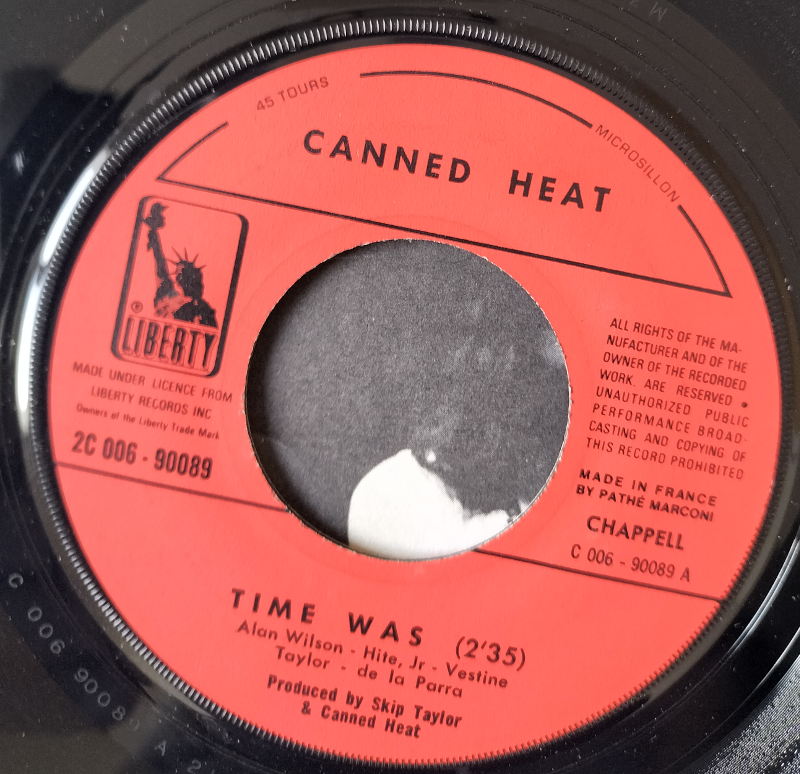 45 TOURS
MICROSILLON
CANNED HEAT
®
LIBERTY
MADE UNDER LICENCE FROM
LIBERTY RECORDS INC
Owners of the Liberty Trade Mark
2C 006 - 90089
ALL RIGHTS OF THE MA-
NUFACTURER AND OF THE
OWNER OF THE RECORDED
WORK ARE RESERVED .
UNAUTHORIZED PUBLIC
PERFORMANCE BROAD-
CASTING AND COPYING OF
THIS RECORD PROHIBITED
MADE IN FRANCE
BY PATHÉ MARCONI
CHAPPELL
C 006 - 90089 A
TIME WAS (2'35)
Alan Wilson - Hite, Jr - Vestine
Taylor - de la Parra
Produced by Skip Taylor
& Canned Heat
C 006 90089 A 2